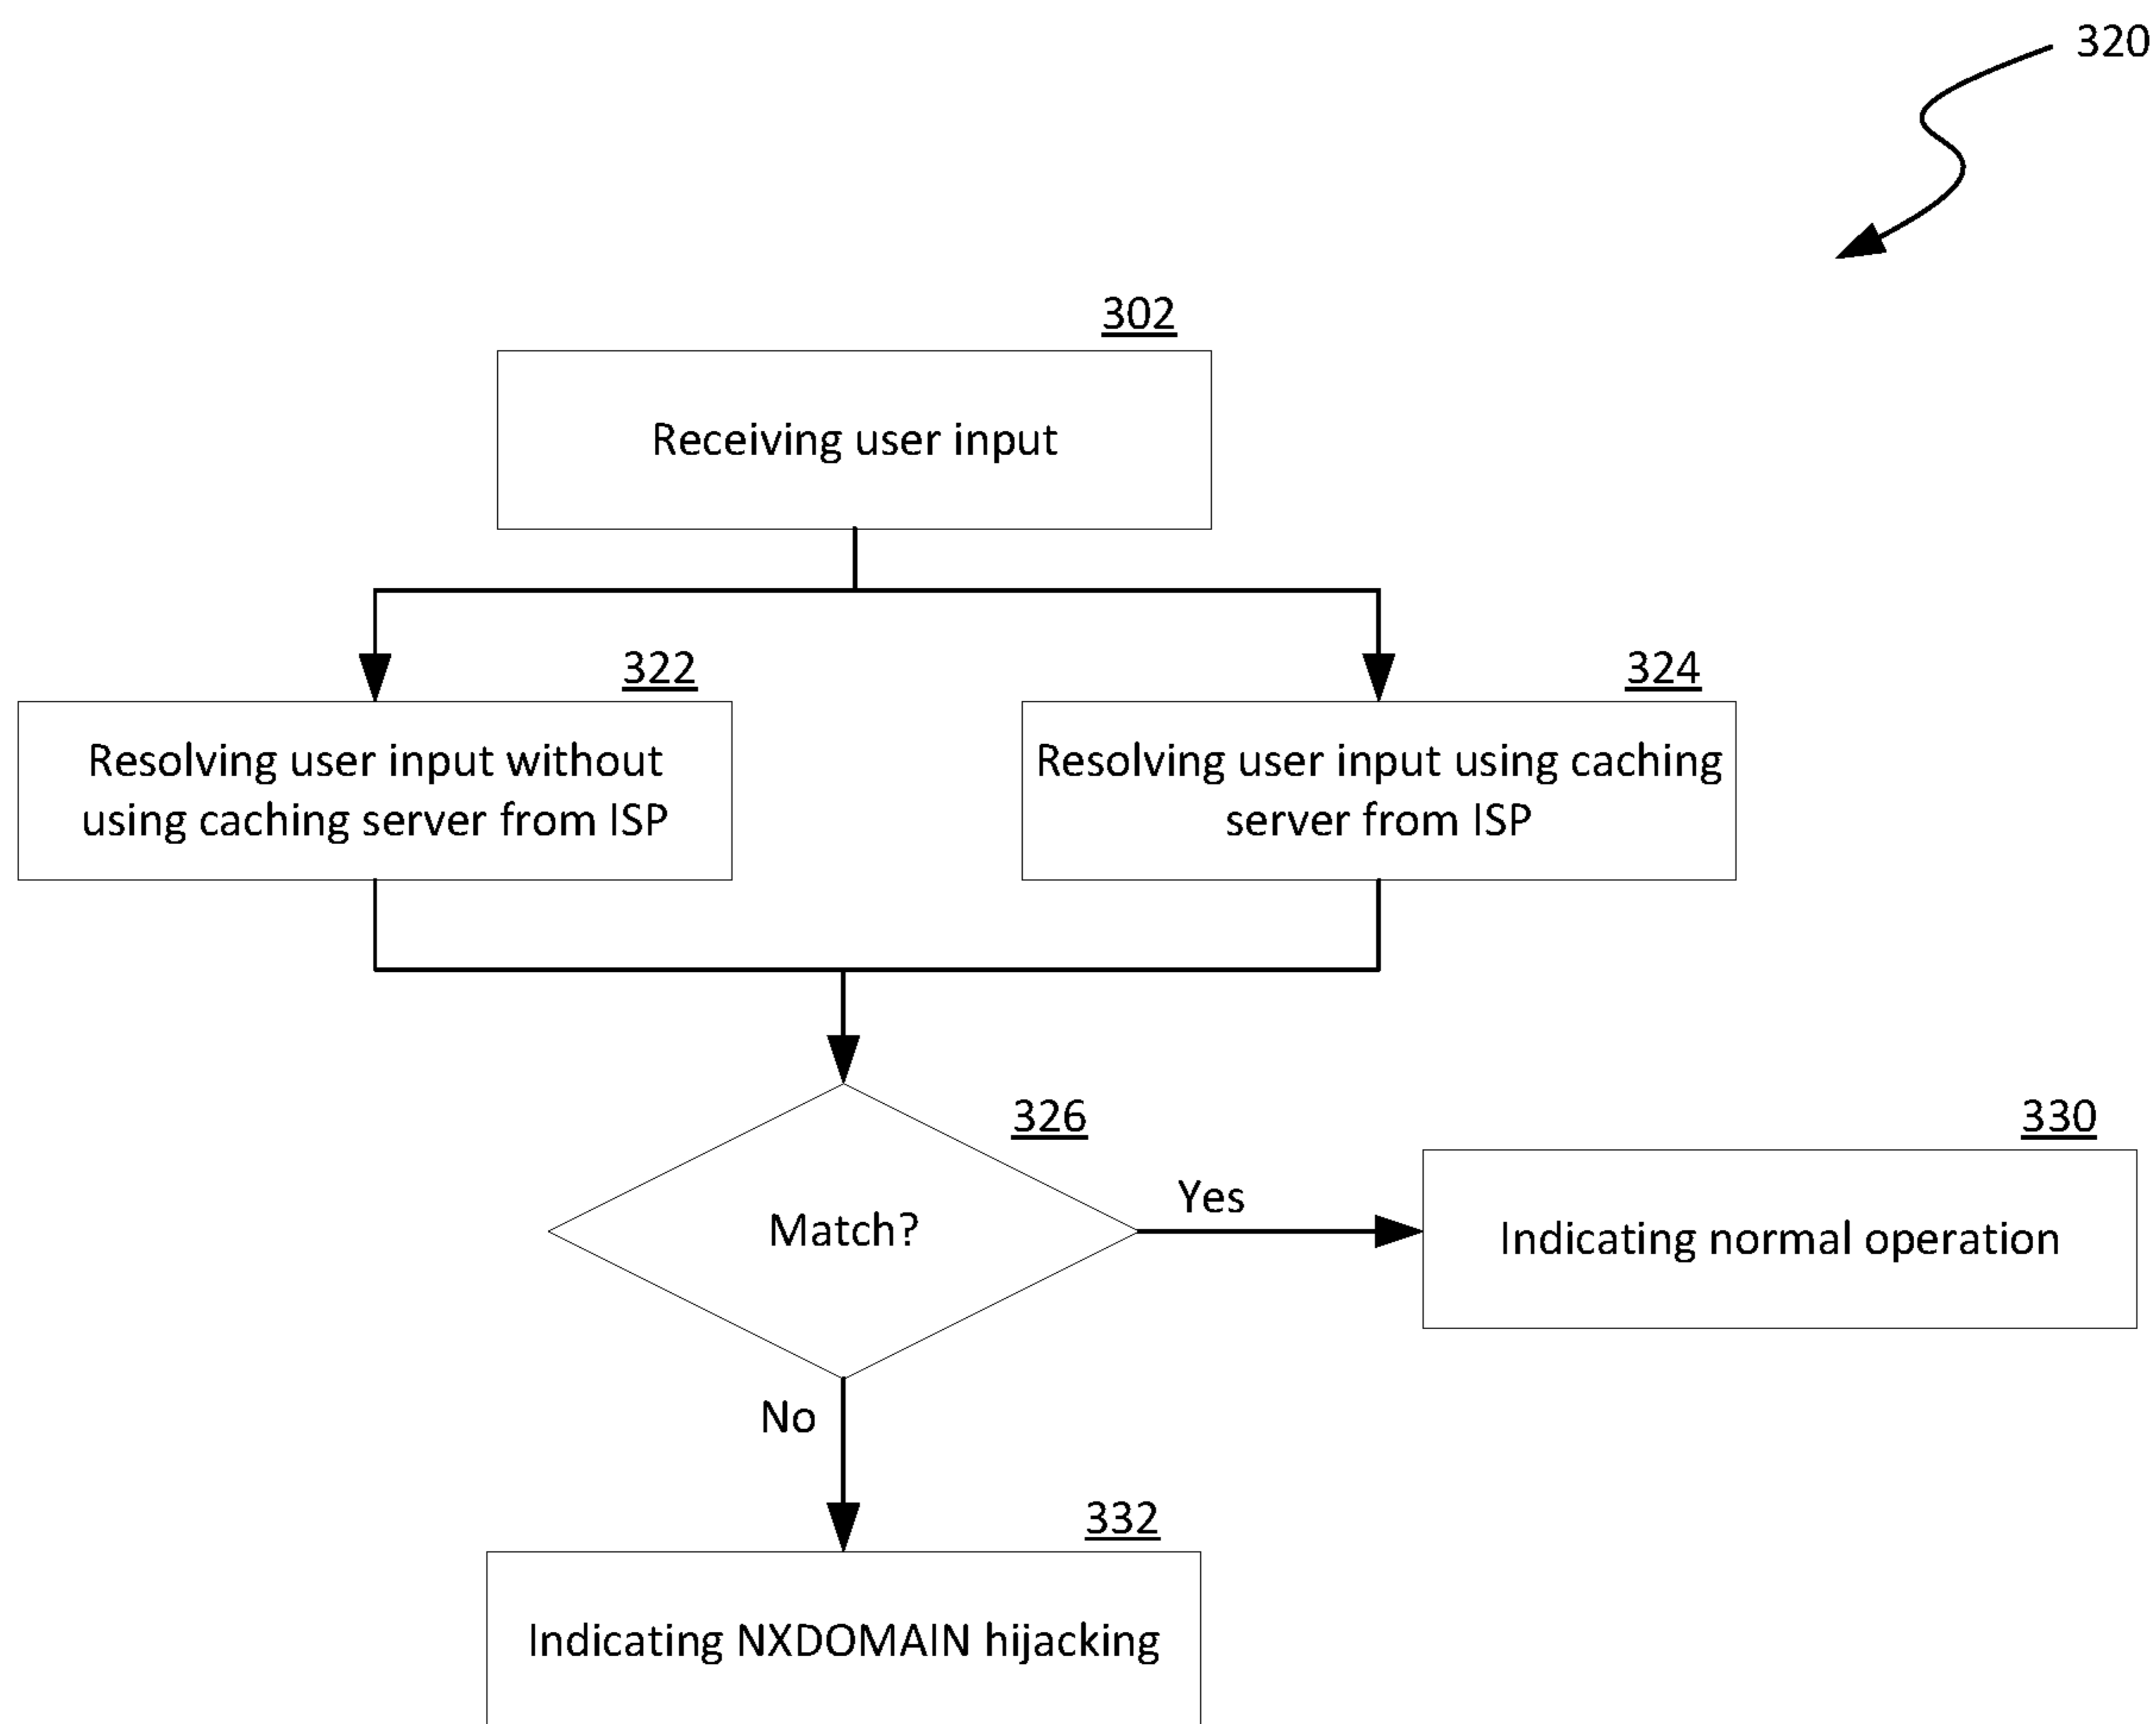 320
302
Receiving user input
322
Resolving user input without
using caching server from ISP
324
Resolving user input using caching
server from ISP
326
Match?
Yes
330
Indicating normal operation
No
332
Indicating NXDOMAIN hijacking